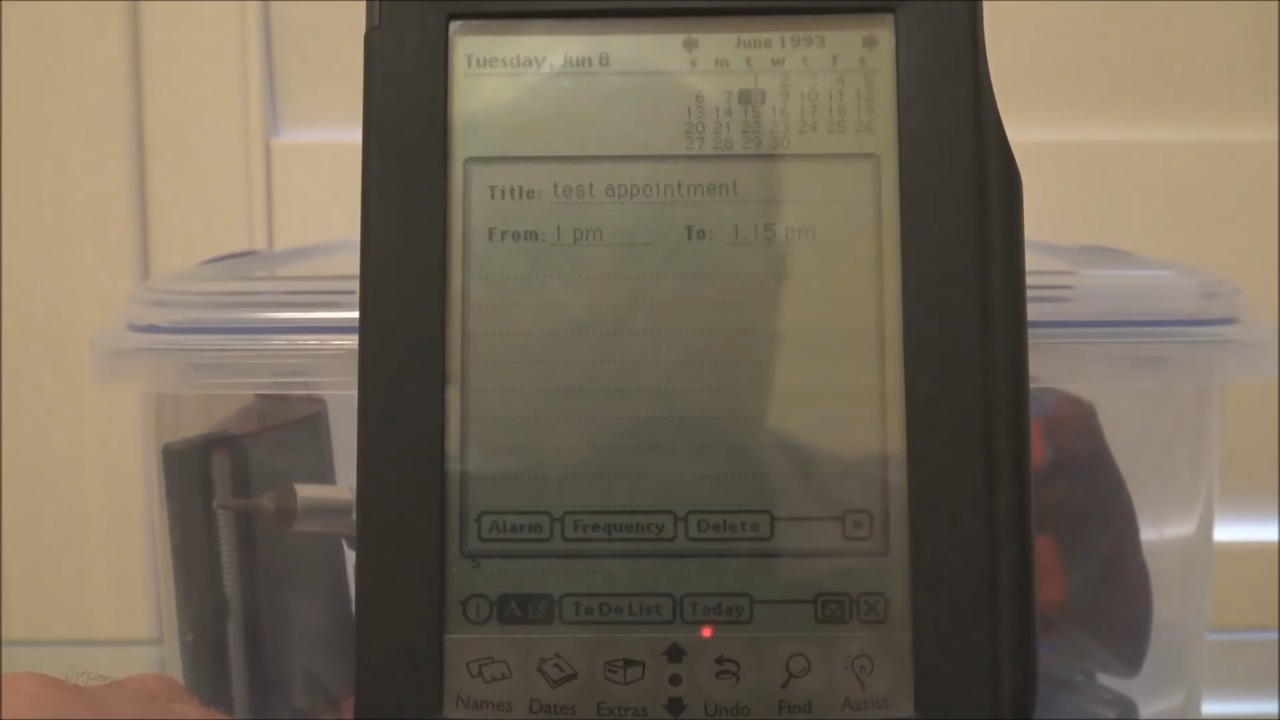 June 1993
Tuesday, Jun 8
s m t w t f s
1 2 3 4 5
6 7 8 9 10 11 12
13 14 15 16 17 18 19
20 21 22 23 24 25 26
27 28 29 30
Title: test appointment
From: 1 pm To: 1.15 pm
Alarm Frequency Delete
5
To Do List Today
Names Dates Extras Undo Find Assist